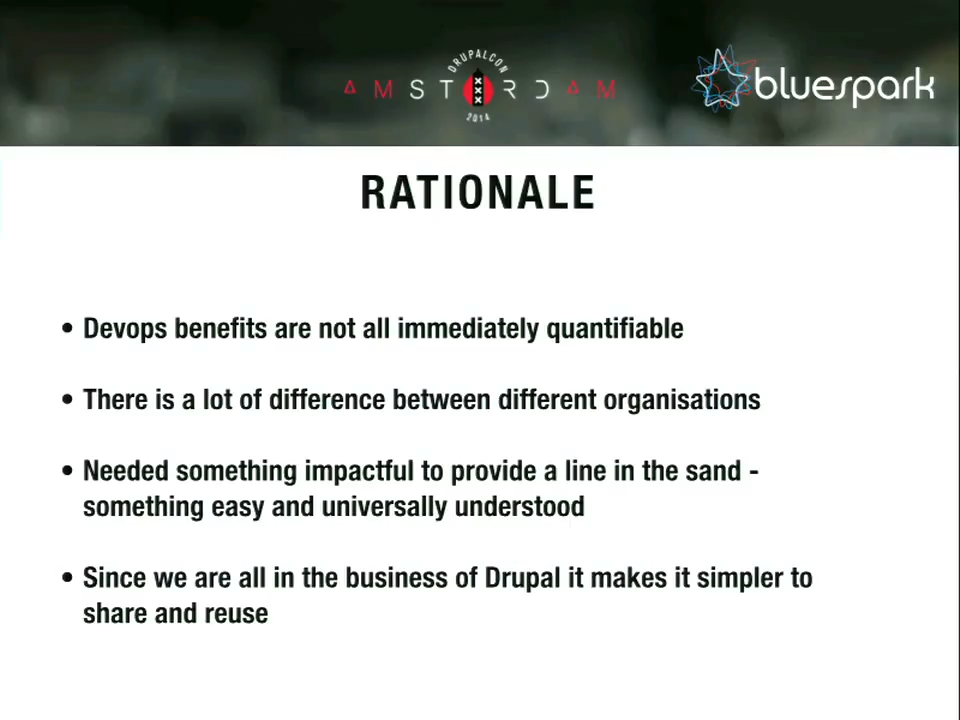 DRUPALCON
AMSTERDAM
2014
bluespark
RATIONALE
• Devops benefits are not all immediately quantifiable
• There is a lot of difference between different organisations
• Needed something impactful to provide a line in the sand -
something easy and universally understood
• Since we are all in the business of Drupal it makes it simpler to
share and reuse